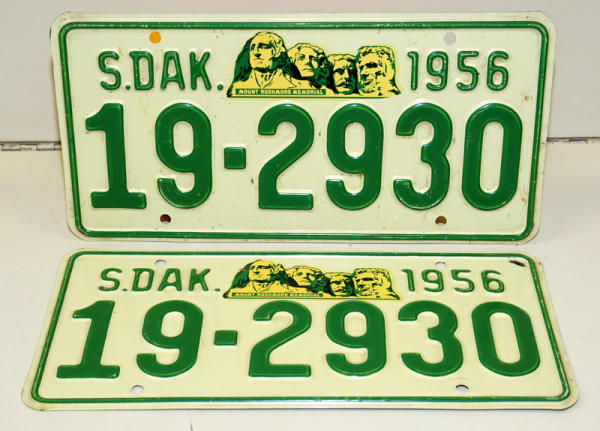 S.DAK. 1956
MOUNT RUSHMORE MEMORIAL
19-2930
S.DAK. 1956
MOUNT RUSHMORE MEMORIAL
19-2930